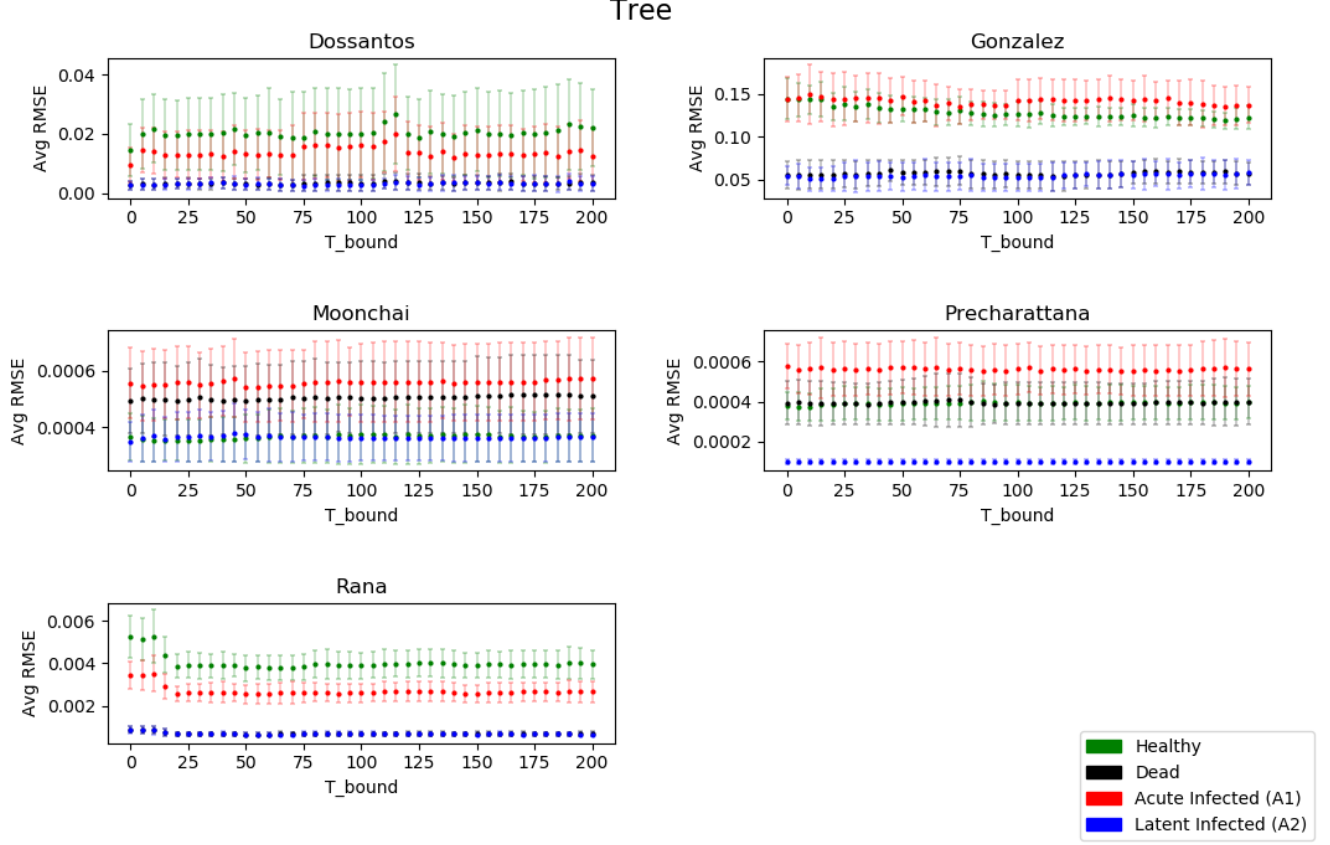 Tree
Dossantos
Avg RMSE
0.04
0.02
0.00
0 25 50 75 100 125 150 175 200
T_bound
Gonzalez
Avg RMSE
0.15
0.10
0.05
0 25 50 75 100 125 150 175 200
T_bound
Moonchai
Avg RMSE
0.0006
0.0004
0 25 50 75 100 125 150 175 200
T_bound
Precharattana
Avg RMSE
0.0006
0.0004
0.0002
0 25 50 75 100 125 150 175 200
T_bound
Rana
Avg RMSE
0.006
0.004
0.002
0 25 50 75 100 125 150 175 200
T_bound
Healthy
Dead
Acute Infected (A1)
Latent Infected (A2)